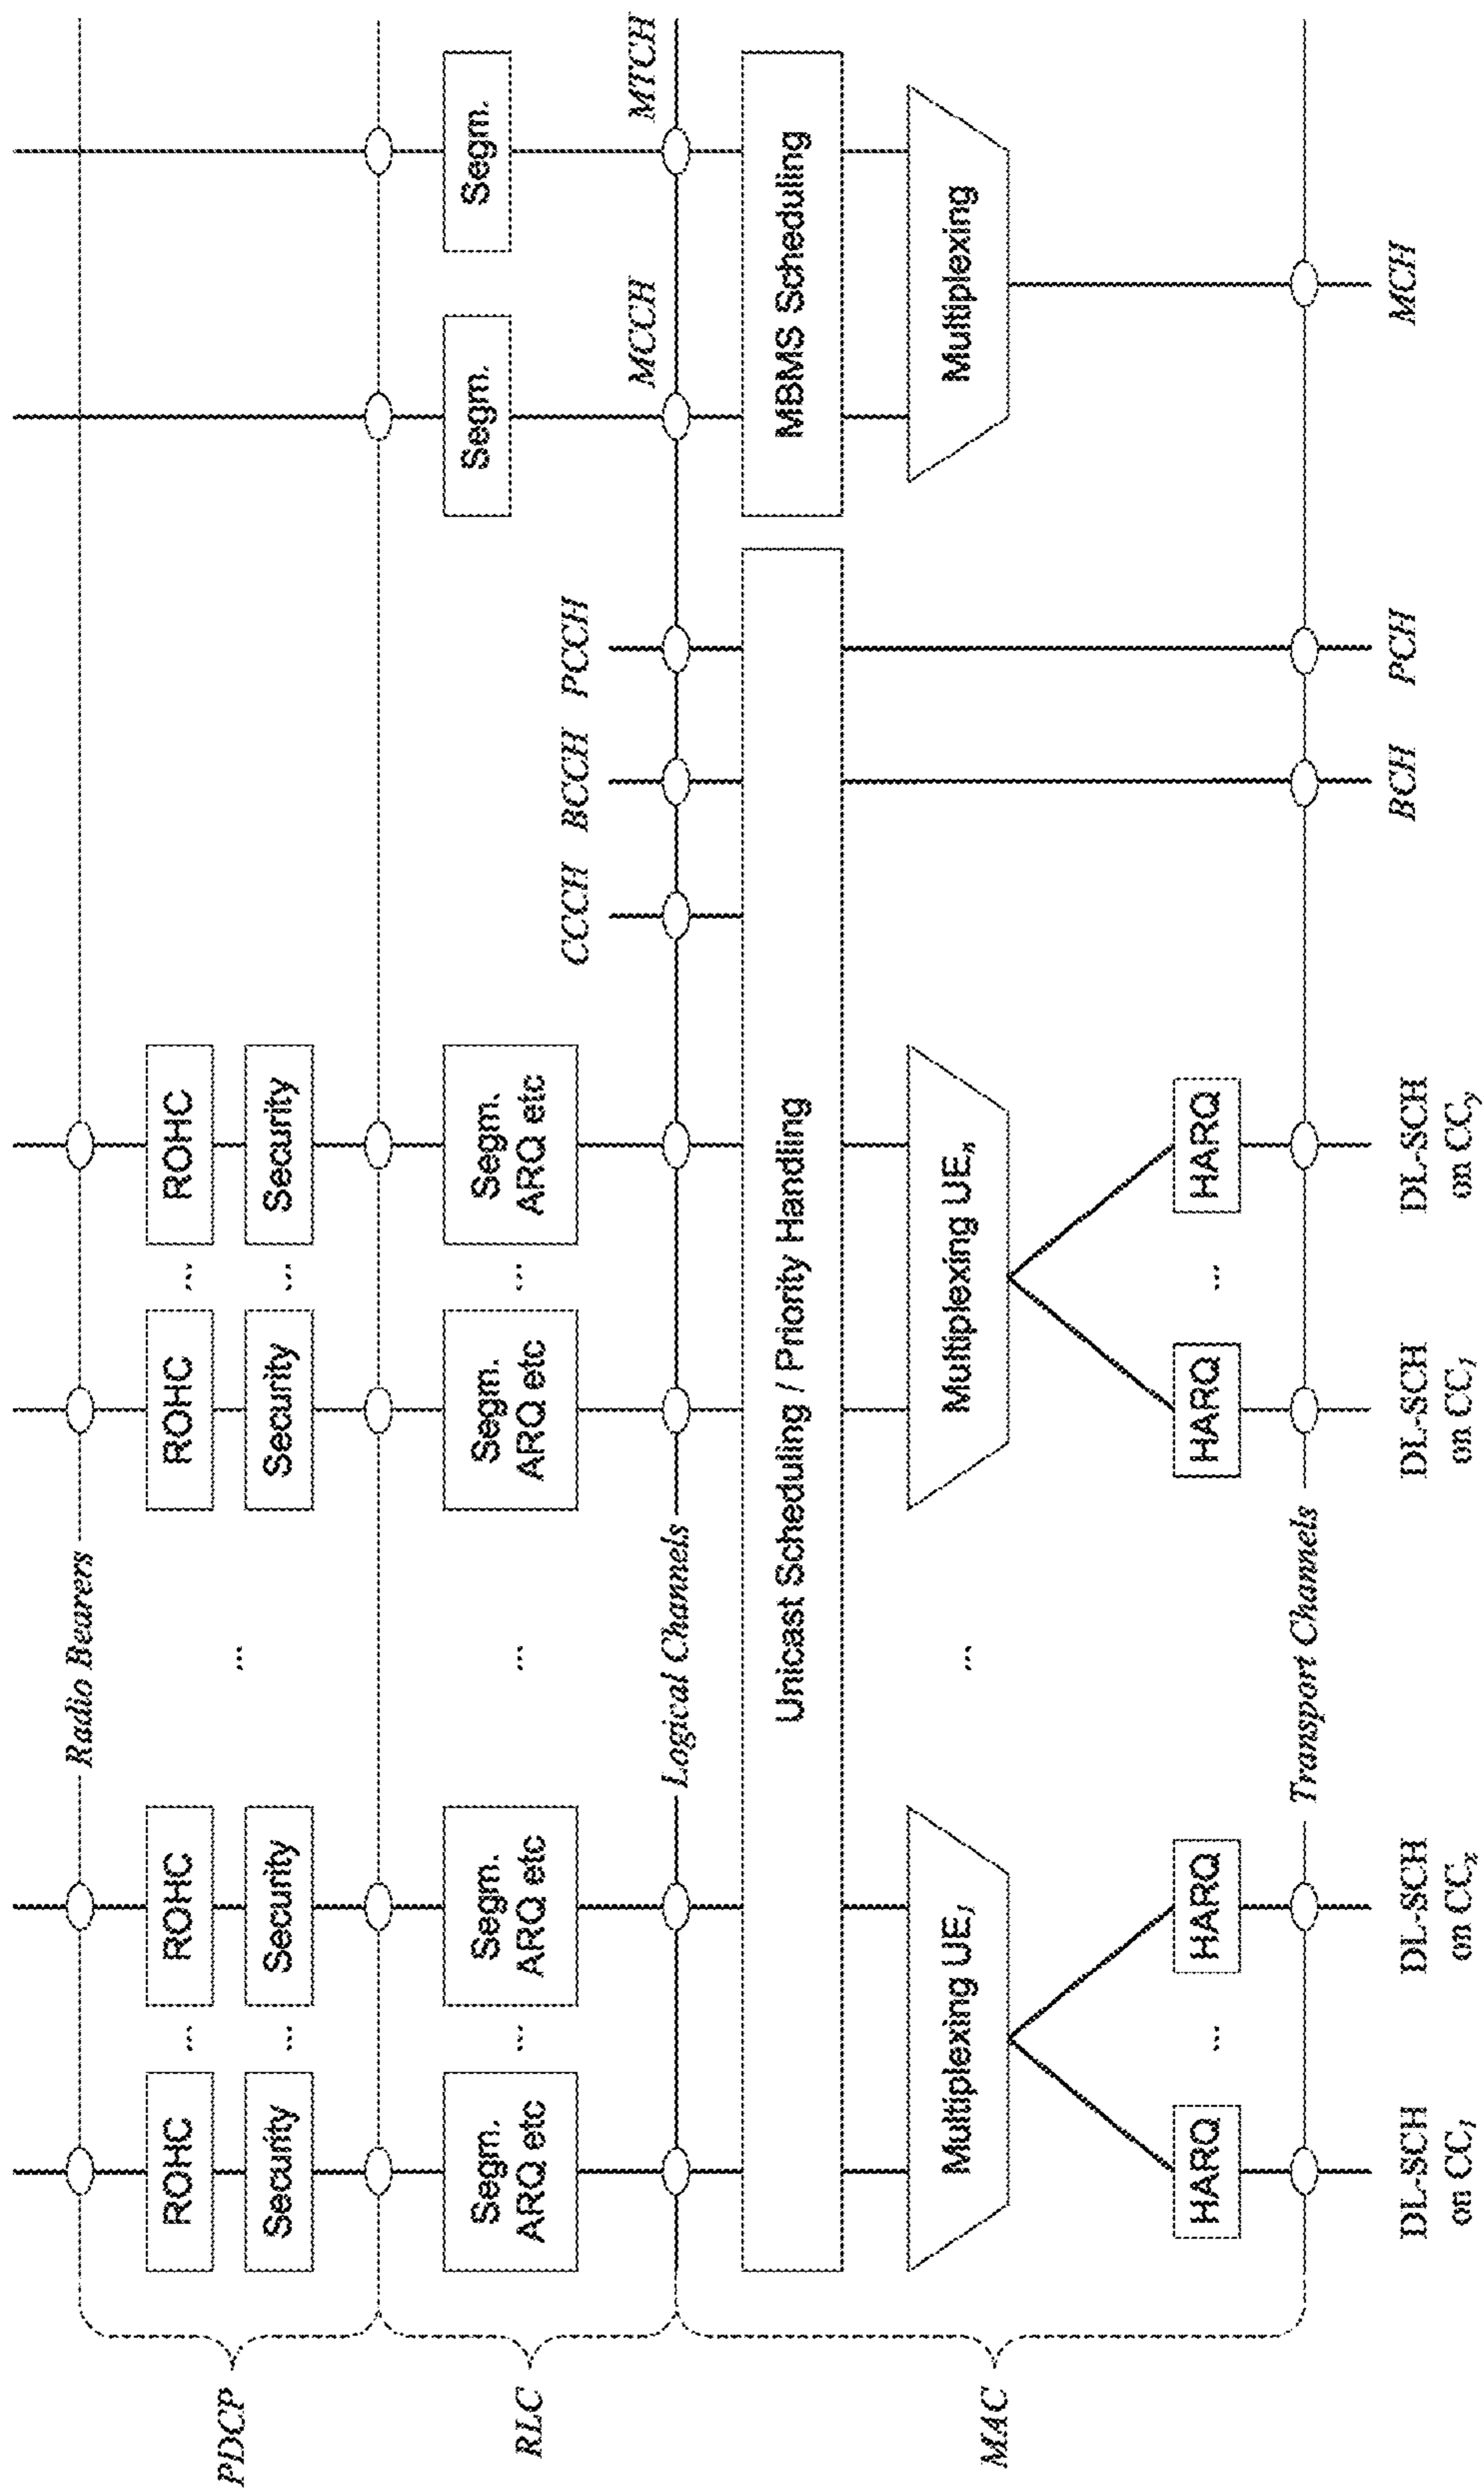 Radio Bearers
PDCP
ROHC
...
ROHC
ROHC
...
ROHC
...
Security
...
Security
Security
...
Security
RLC
Segm.
ARQ etc
...
Segm.
ARQ etc
...
Segm.
ARQ etc
...
Segm.
ARQ etc
Segm.
Segm.
CCCH
BCCH
PCCH
MCCH
MTCH
Logical Channels
MAC
Unicast Scheduling / Priority Handling
MBMS Scheduling
Multiplexing UE₁
...
Multiplexing UEₙ
Multiplexing
HARQ
...
HARQ
HARQ
...
HARQ
Transport Channels
DL-SCH
on CC₁
DL-SCH
on CCₓ
DL-SCH
on CC₁
DL-SCH
on CCy
BCH
PCH
MCH